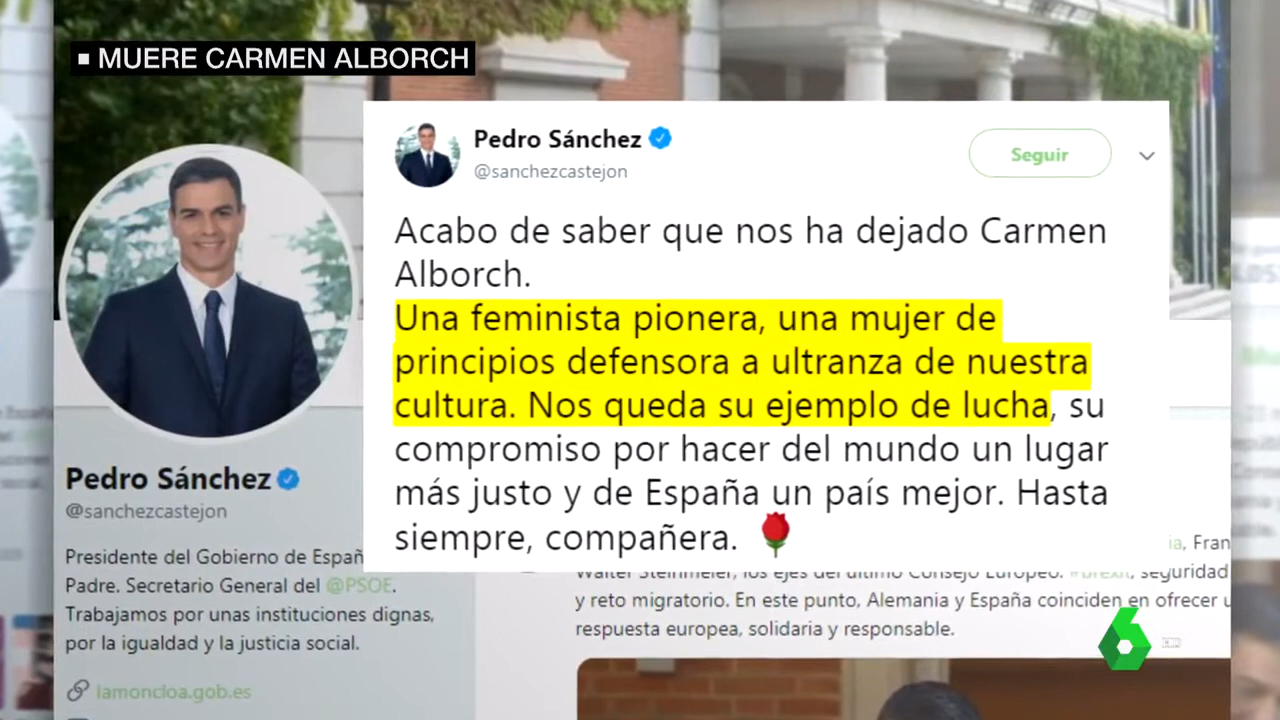 MUERE CARMEN ALBORCH
Pedro Sánchez
@sanchezcastejon
Seguir
Acabo de saber que nos ha dejado Carmen
Alborch.
Una feminista pionera, una mujer de
principios defensora a ultranza de nuestra
cultura. Nos queda su ejemplo de lucha, su
compromiso por hacer del mundo un lugar
más justo y de España un país mejor. Hasta
siempre, compañera.
Pedro Sánchez
@sanchezcastejon
Presidente del Gobierno de Españ
Padre. Secretario General del @PSOE.
Trabajamos por unas instituciones dignas,
por la igualdad y la justicia social.
lamoncloa.gob.es
ia, Fran
Walter Steinmeier, los ejes del último Consejo Europeo. #brexit, seguridad
y reto migratorio. En este punto, Alemania y España coinciden en ofrecer u
respuesta europea, solidaria y responsable.
6